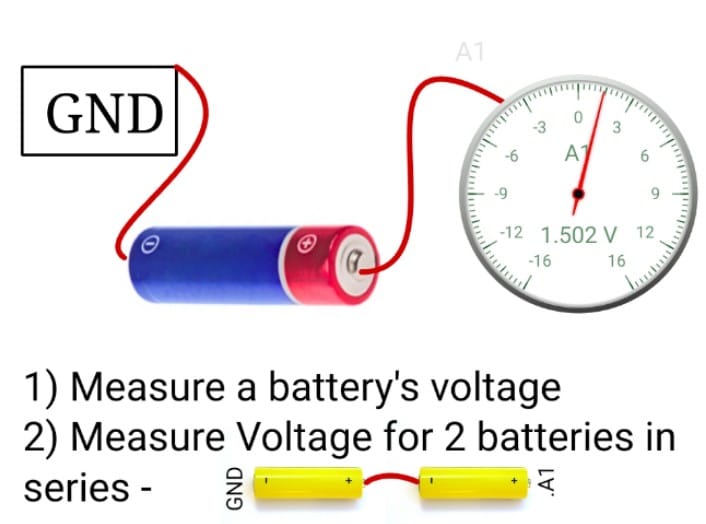 A1
GND
-16 -12 -9 -6 -3 0 3 6 9 12 16
A1
1.502 V
1) Measure a battery's voltage
2) Measure Voltage for 2 batteries in
series -
GND - + - + .A1